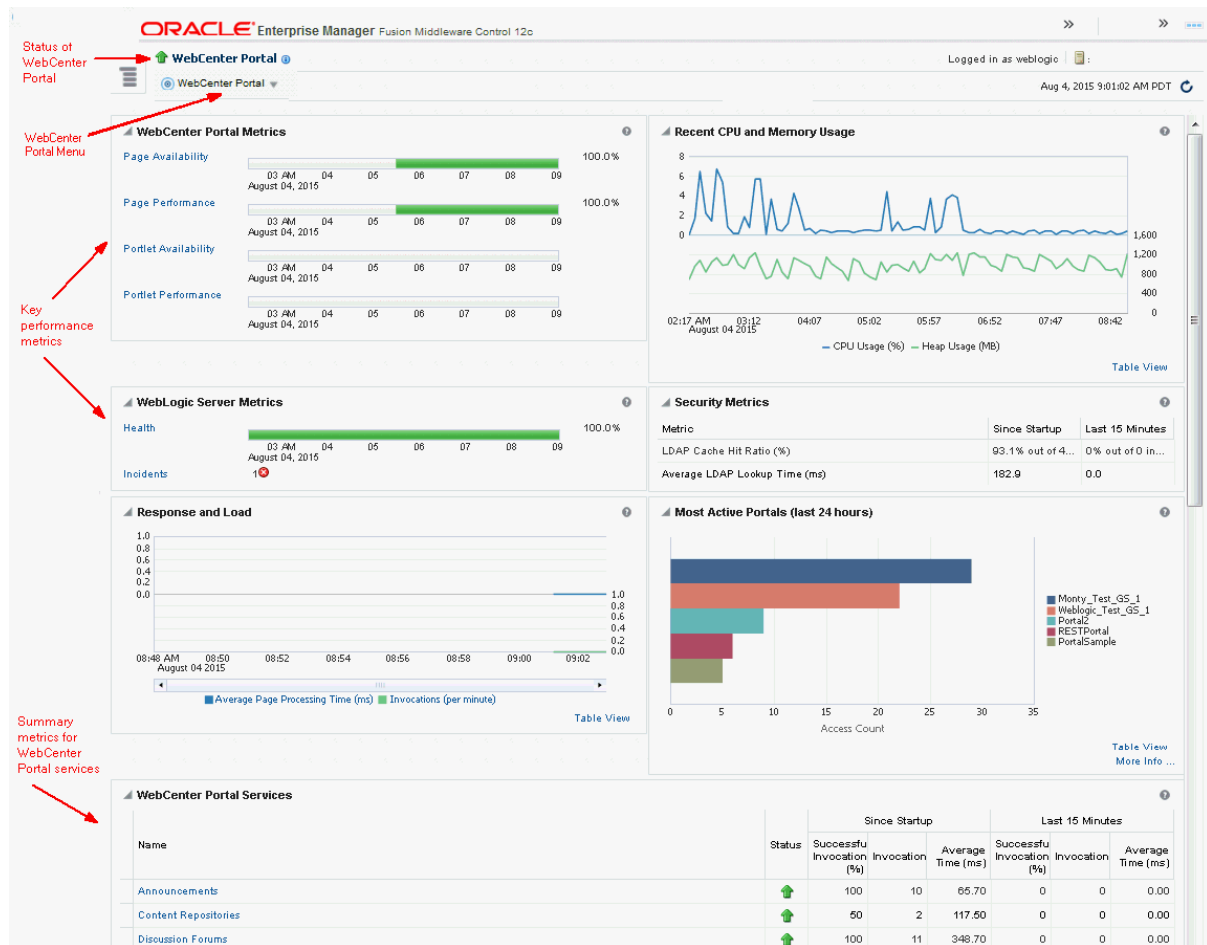 ORACLE Enterprise Manager Fusion Middleware Control 12c
Status of
WebCenter
Portal
WebCenter Portal
Logged in as weblogic
WebCenter Portal
Aug 4, 2015 9:01:02 AM PDT
WebCenter
Portal Menu
WebCenter Portal Metrics
Page Availability
100.0%
03 AM 04 05 06 07 08 09
August 04, 2015
Page Performance
100.0%
03 AM 04 05 06 07 08 09
August 04, 2015
Portlet Availability
03 AM 04 05 06 07 08 09
August 04, 2015
Portlet Performance
03 AM 04 05 06 07 08 09
August 04, 2015
Key
performance
metrics
Recent CPU and Memory Usage
8
6
4
2
0
1,600
1,200
800
400
0
02:17 AM 03:12 04:07 05:02 05:57 06:52 07:47 08:42
August 04 2015
CPU Usage (%) Heap Usage (MB)
Table View
WebLogic Server Metrics
Health
100.0%
03 AM 04 05 06 07 08 09
August 04, 2015
Incidents
1
Security Metrics
Metric Since Startup Last 15 Minutes
LDAP Cache Hit Ratio (%) 93.1% out of 4... 0% out of 0 in...
Average LDAP Lookup Time (ms) 182.9 0.0
Response and Load
1.0
0.8
0.6
0.4
0.2
0.0
1.0
0.8
0.6
0.4
0.2
0.0
08:48 AM 08:50 08:52 08:54 08:56 08:58 09:00 09:02
August 04 2015
Average Page Processing Time (ms) Invocations (per minute)
Table View
Most Active Portals (last 24 hours)
Monty_Test_GS_1
Weblogic_Test_GS_1
Portal2
RESTPortal
PortalSample
0 5 10 15 20 25 30 35
Access Count
Table View
More Info ...
Summary
metrics for
WebCenter
Portal services
WebCenter Portal Services
Since Startup Last 15 Minutes
Name Status Successfu Invocation (%) Invocation Average Time (ms) Successfu Invocation (%) Invocation Average Time (ms)
Announcements 100 10 65.70 0 0 0.00
Content Repositories 50 2 117.50 0 0 0.00
Discussion Forums 100 11 348.70 0 0 0.00